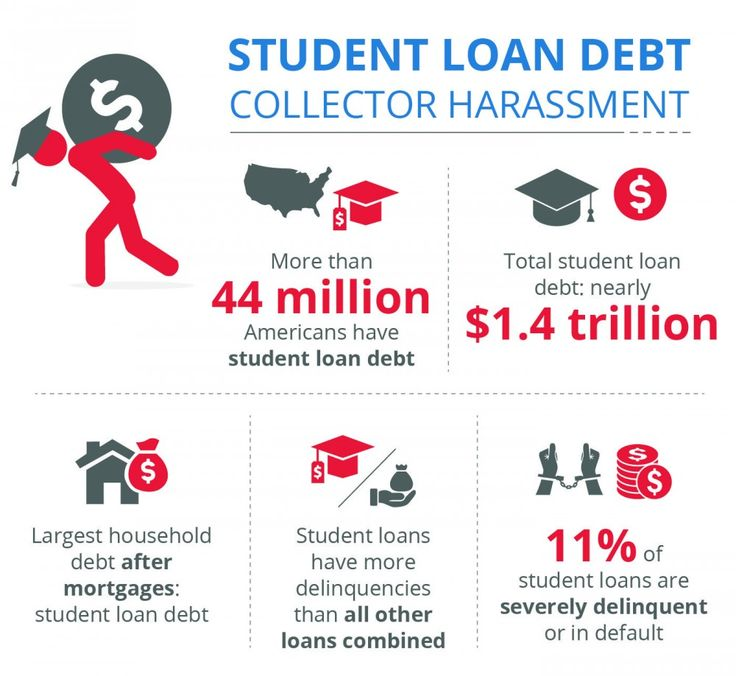 STUDENT LOAN DEBT
COLLECTOR HARASSMENT
$
$
$
More than
44 million
Americans have
student loan debt
Total student loan
debt: nearly
$1.4 trillion
$
Largest household
debt after
mortgages:
student loan debt
$
Student loans
have more
delinquencies
than all other
loans combined
$
$
11% of
student loans are
severely delinquent
or in default